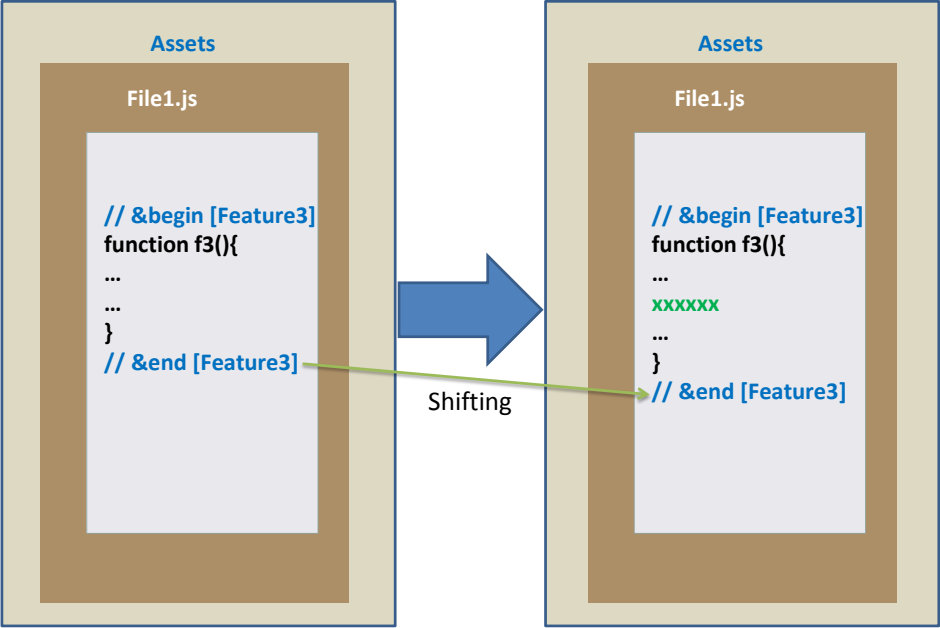 Assets
File1.js
// &begin [Feature3]
function f3(){
…
…
}
// &end [Feature3]
Shifting
Assets
File1.js
// &begin [Feature3]
function f3(){
…
xxxxxx
…
}
// &end [Feature3]